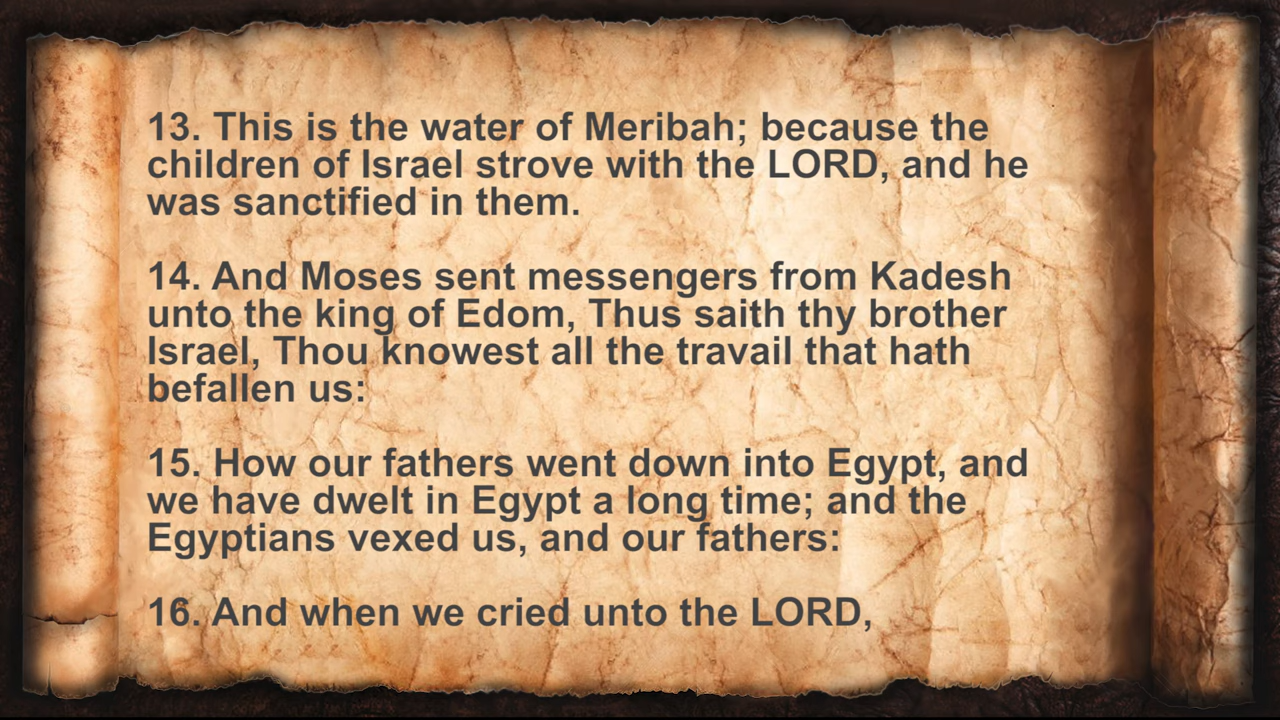 13. This is the water of Meribah; because the
children of Israel strove with the LORD, and he
was sanctified in them.
14. And Moses sent messengers from Kadesh
unto the king of Edom, Thus saith thy brother
Israel, Thou knowest all the travail that hath
befallen us:
15. How our fathers went down into Egypt, and
we have dwelt in Egypt a long time; and the
Egyptians vexed us, and our fathers:
16. And when we cried unto the LORD,